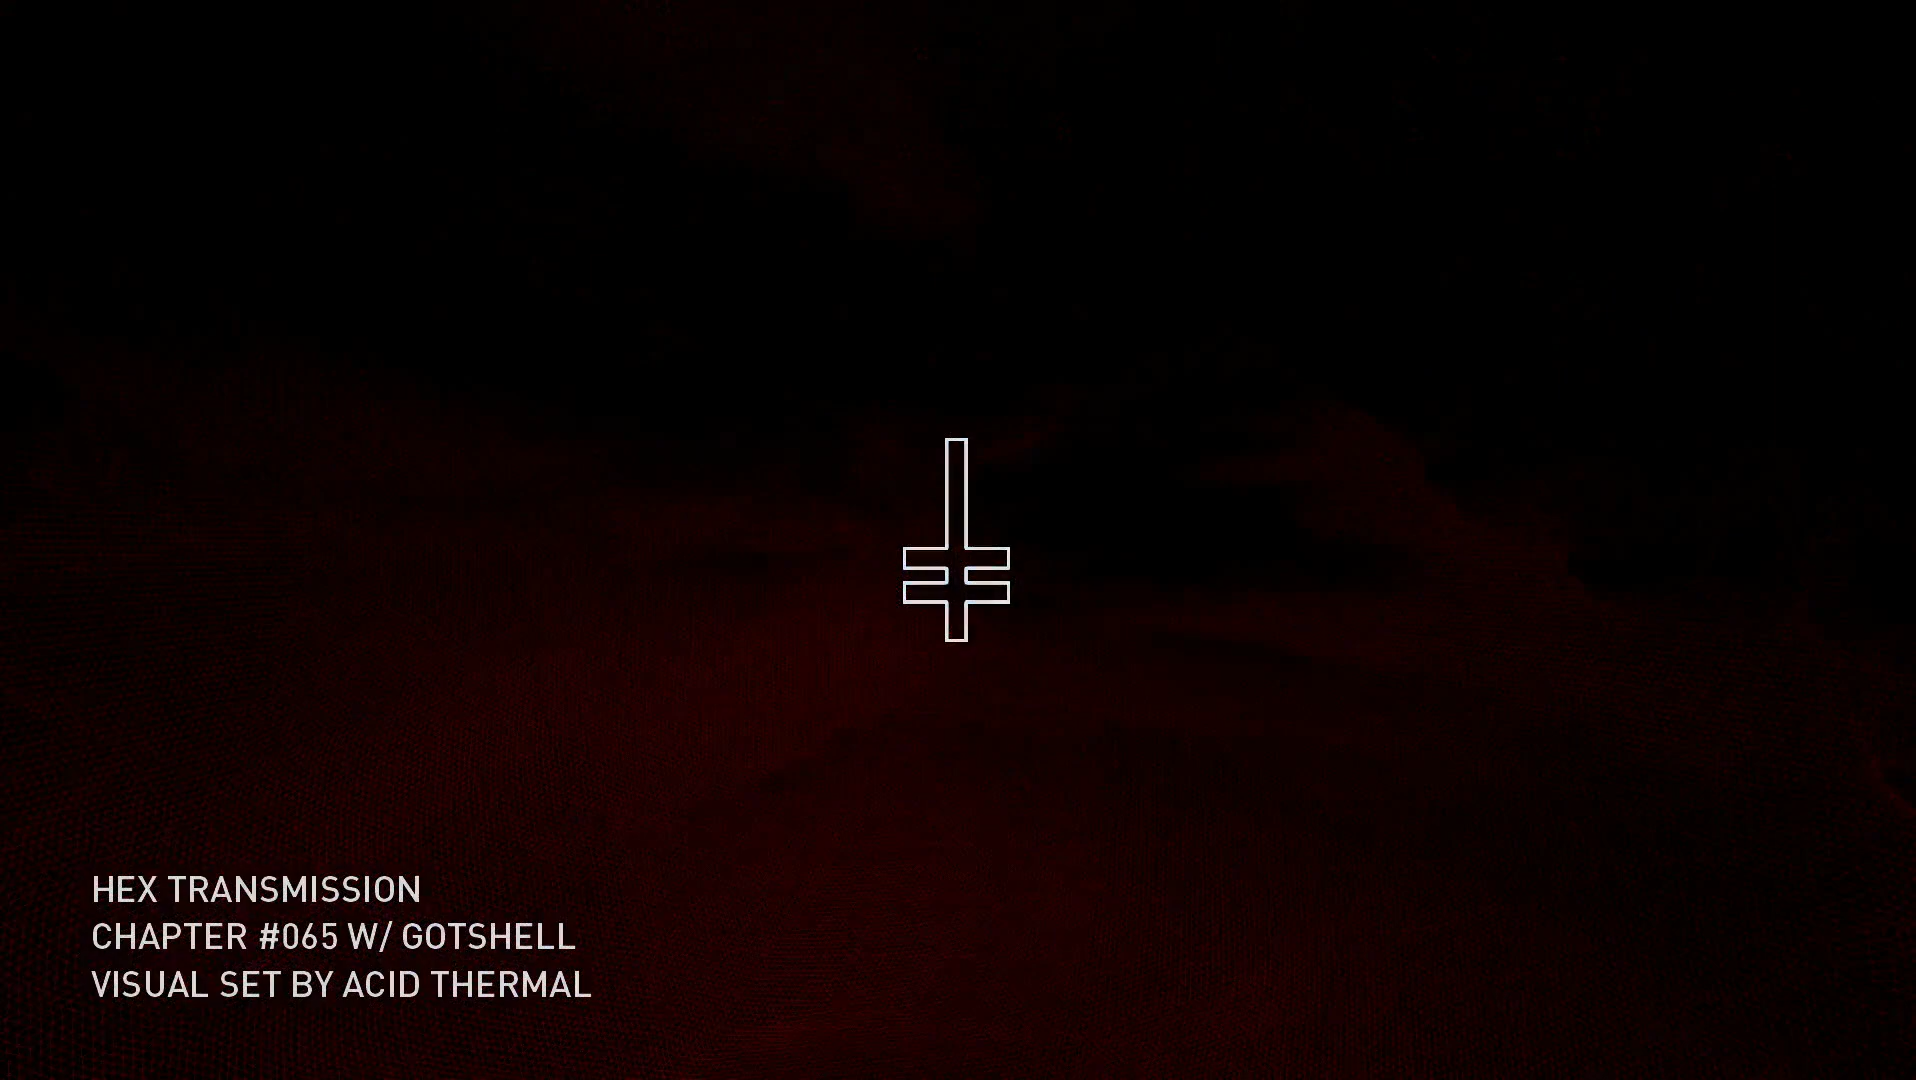 HEX TRANSMISSION
CHAPTER #065 W/ GOTSHELL
VISUAL SET BY ACID THERMAL